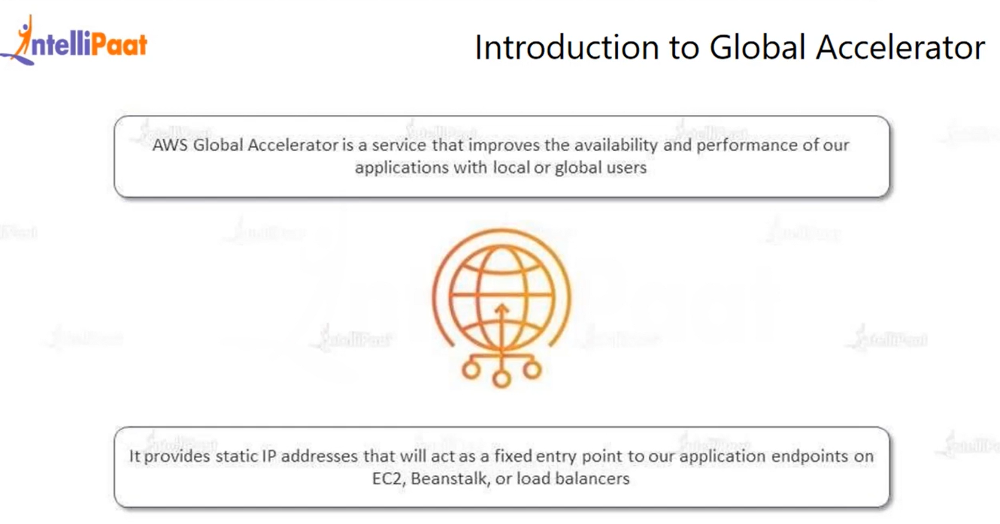 IntelliPaat
Introduction to Global Accelerator
AWS Global Accelerator is a service that improves the availability and performance of our
applications with local or global users
It provides static IP addresses that will act as a fixed entry point to our application endpoints on
EC2, Beanstalk, or load balancers